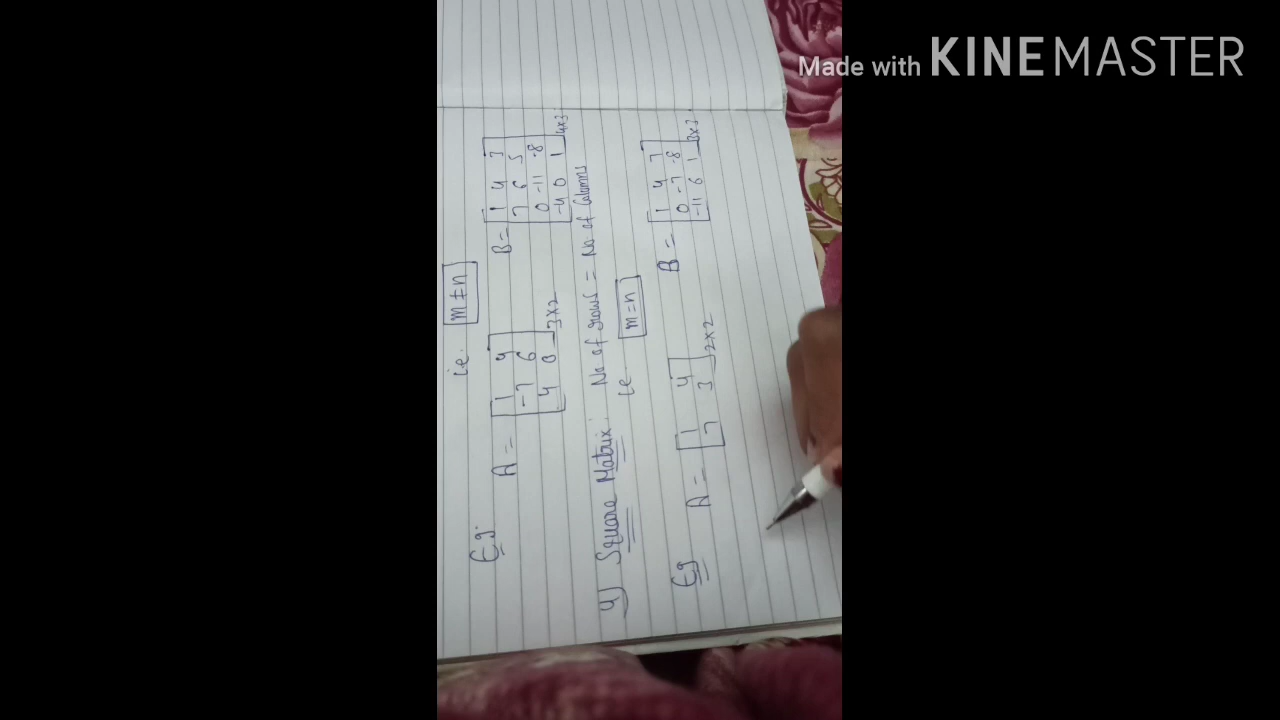 Made with KINEMASTER
i.e. m ≠ n
Eg. A = [1 4
-7 6
4 8] 3x2 B = [1 4 3
7 6 5
0 -11 -8
-4 0 1] 4x3
4) Square Matrix: No of rows = No of Columns
i.e. m = n
Eg A = [1 4
7 3] 2x2 B = [1 4 7
0 -7 -8
-11 6 1] 3x3